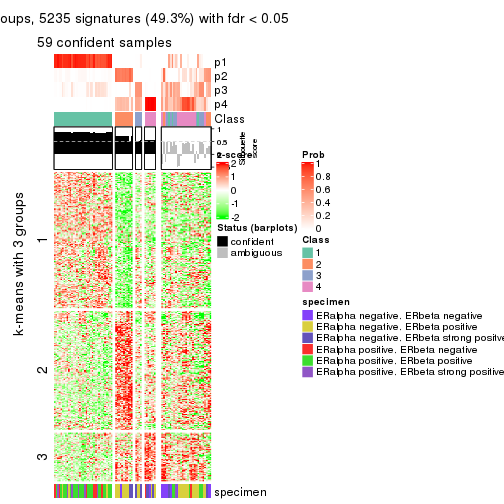 oups, 5235 signatures (49.3%) with fdr < 0.05
59 confident samples
p1
p2
p3
p4
Class
1
0.5
0
Silhouette
score
z-score
2
1
0
-1
-2
Status (barplots)
confident
ambiguous
Prob
1
0.8
0.6
0.4
0.2
0
Class
1
2
3
4
specimen
ERalpha negative. ERbeta negative
ERalpha negative. ERbeta positive
ERalpha negative. ERbeta strong positive
ERalpha positive. ERbeta negative
ERalpha positive. ERbeta positive
ERalpha positive. ERbeta strong positive
k-means with 3 groups
1
2
3
specimen